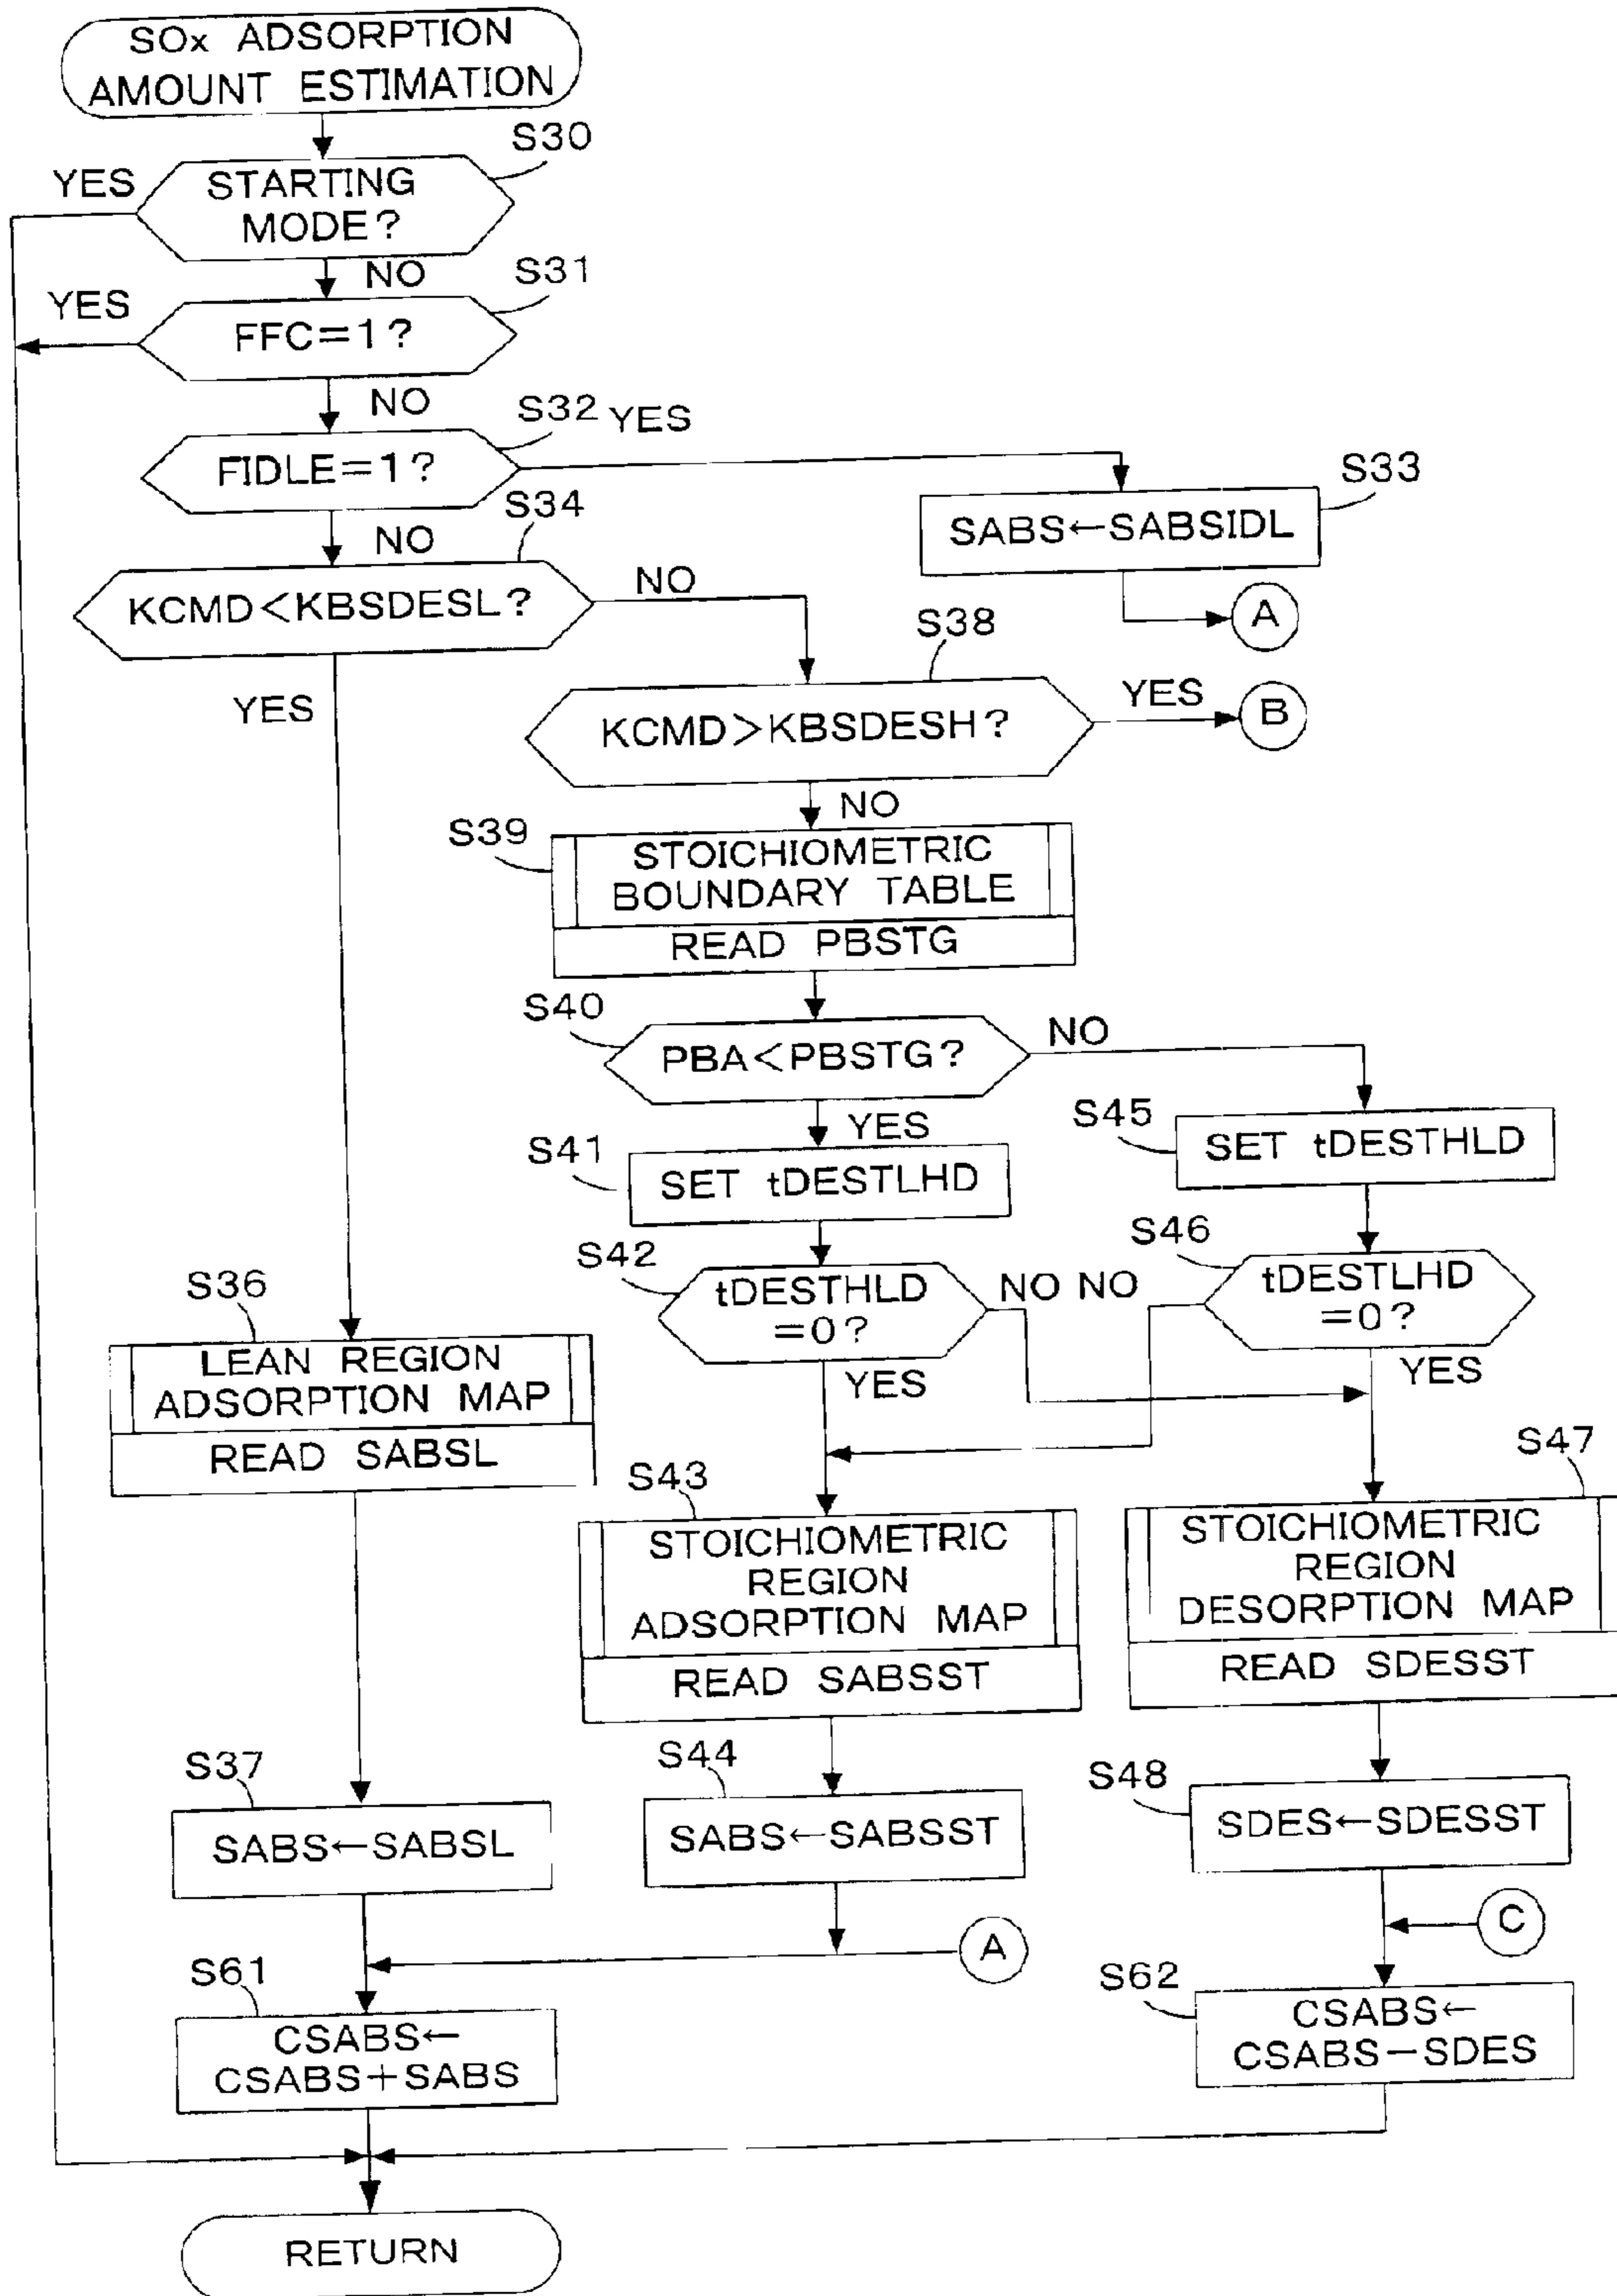 SOx ADSORPTION
AMOUNT ESTIMATION
S30
YES
STARTING
MODE?
NO
S31
YES
FFC=1?
NO
S32
YES
FIDLE=1?
S33
SABS←SABSIDL
A
NO
S34
KCMD<KBSDESL?
NO
YES
S38
KCMD>KBSDESH?
YES
B
NO
S39
STOICHIOMETRIC
BOUNDARY TABLE
READ PBSTG
S40
PBA<PBSTG?
NO
YES
S41
SET tDESTLHD
S45
SET tDESTHLD
S42
tDESTHLD
=0?
NO
NO
S46
tDESTLHD
=0?
YES
YES
S36
LEAN REGION
ADSORPTION MAP
READ SABSL
S43
STOICHIOMETRIC
REGION
ADSORPTION MAP
READ SABSST
S47
STOICHIOMETRIC
REGION
DESORPTION MAP
READ SDESST
S37
SABS←SABSL
S44
SABS←SABSST
S48
SDES←SDESST
A
C
S61
CSABS←
CSABS+SABS
S62
CSABS←
CSABS−SDES
RETURN